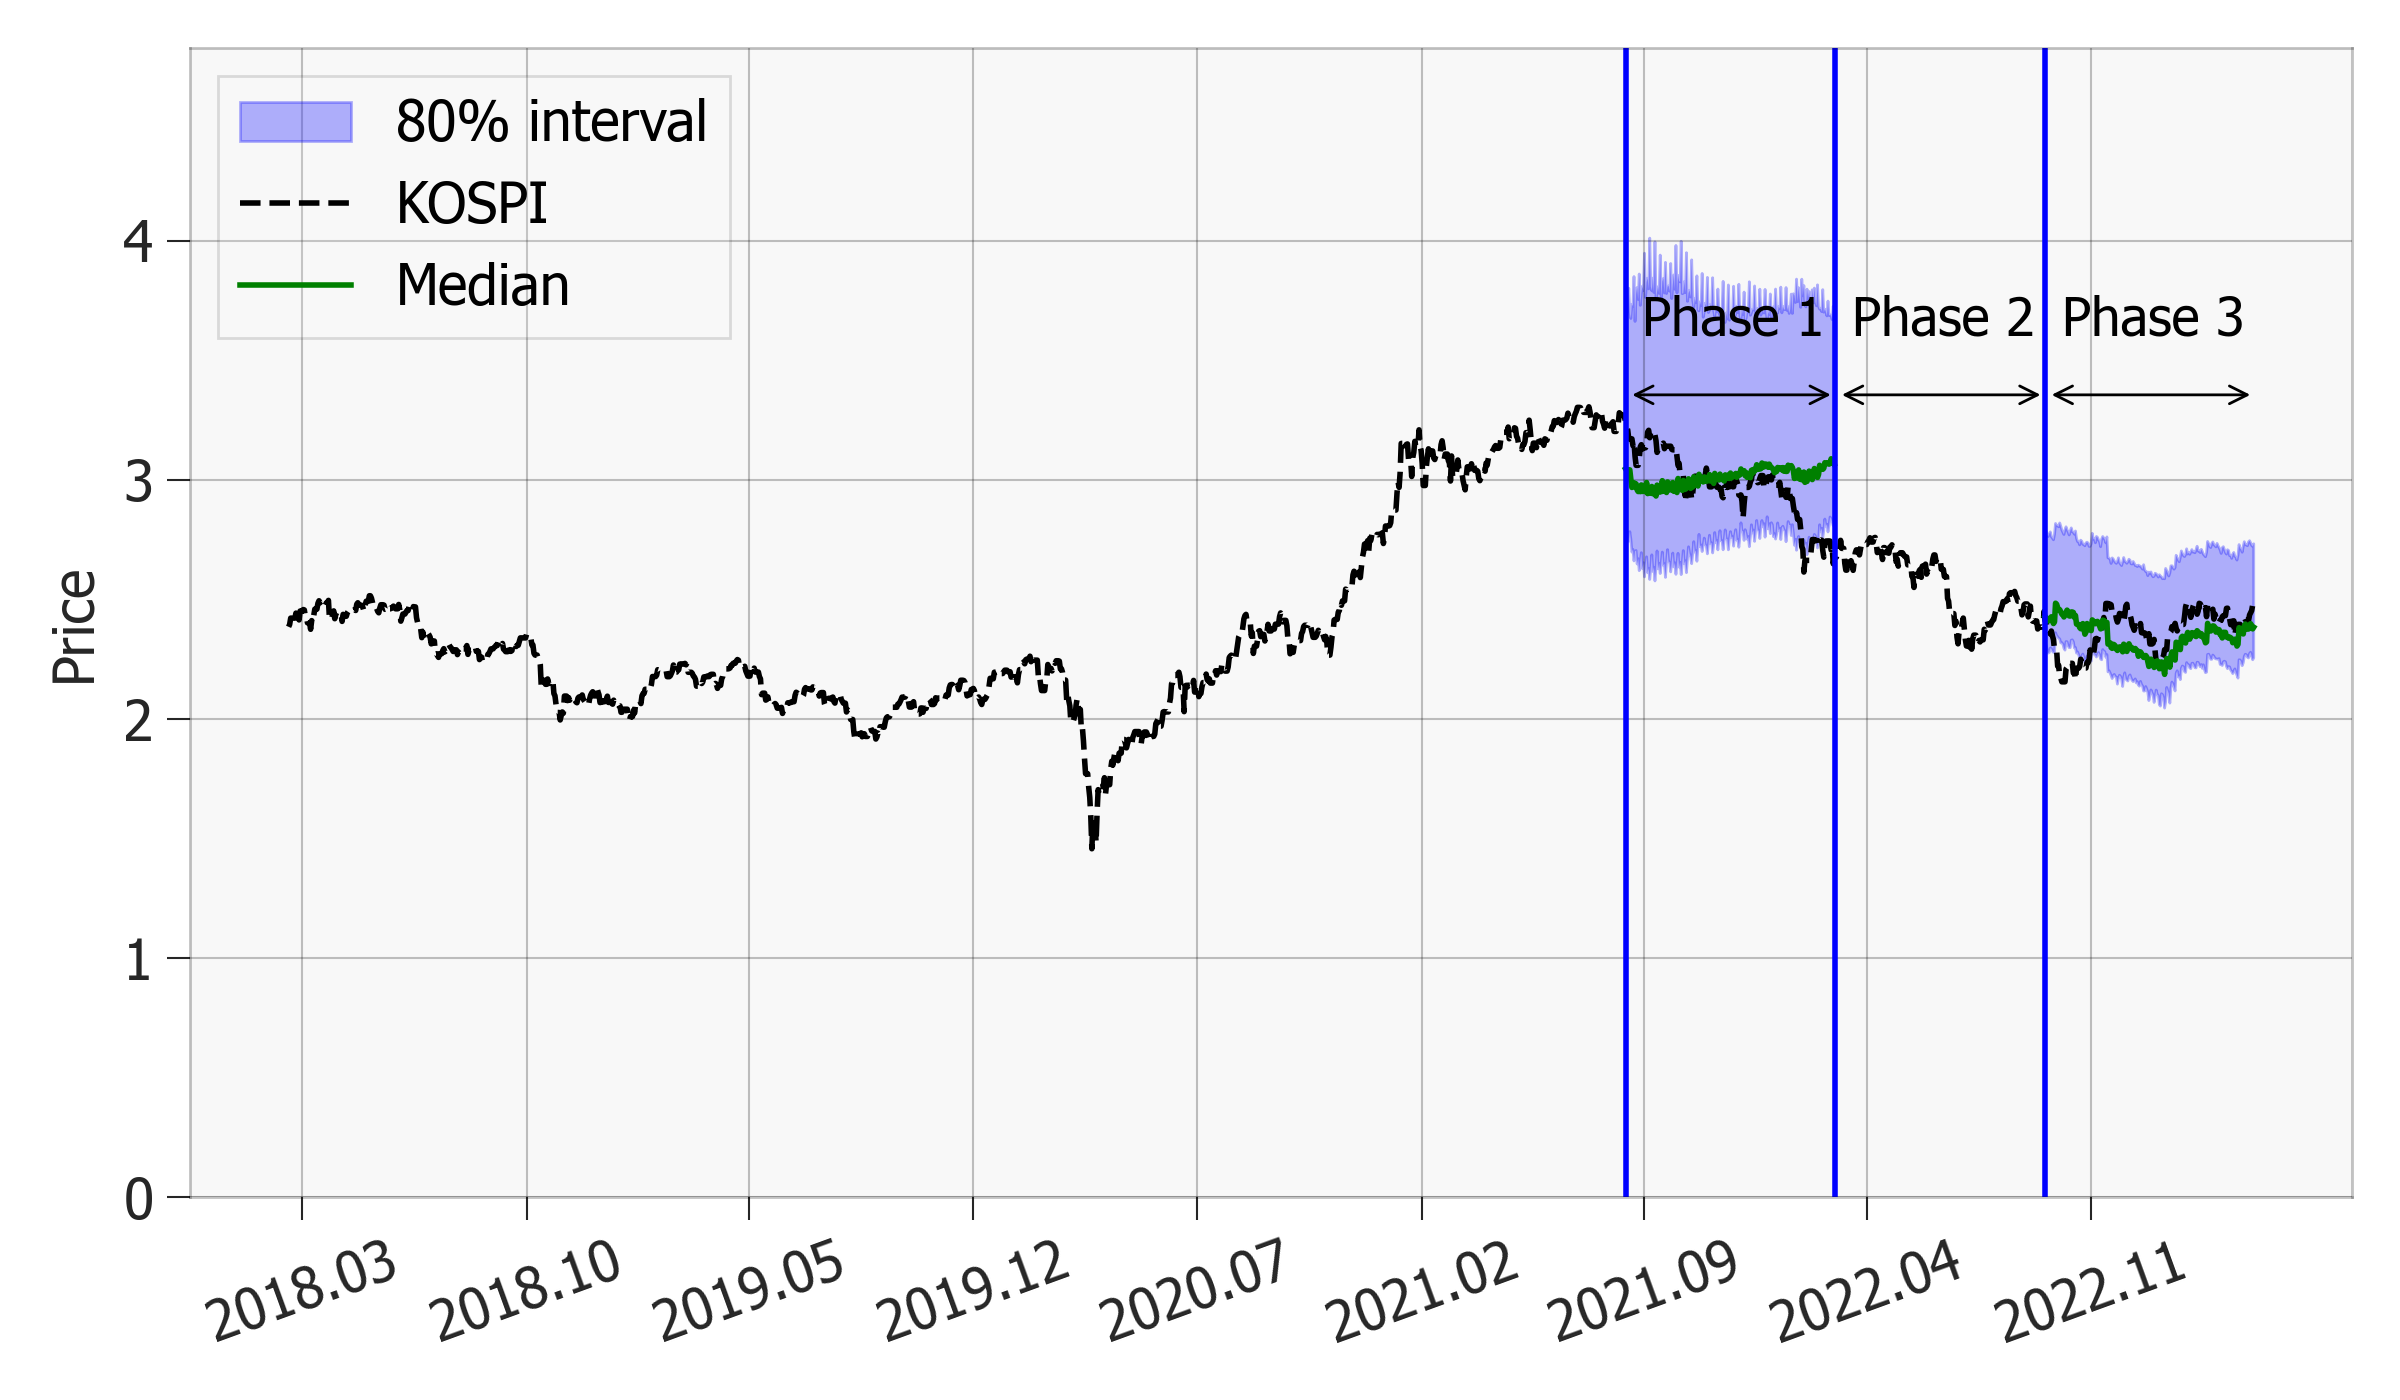 80% interval
KOSPI
Median
Phase 1
Phase 2
Phase 3
Price
4
3
2
1
0
2018.03
2018.10
2019.05
2019.12
2020.07
2021.02
2021.09
2022.04
2022.11